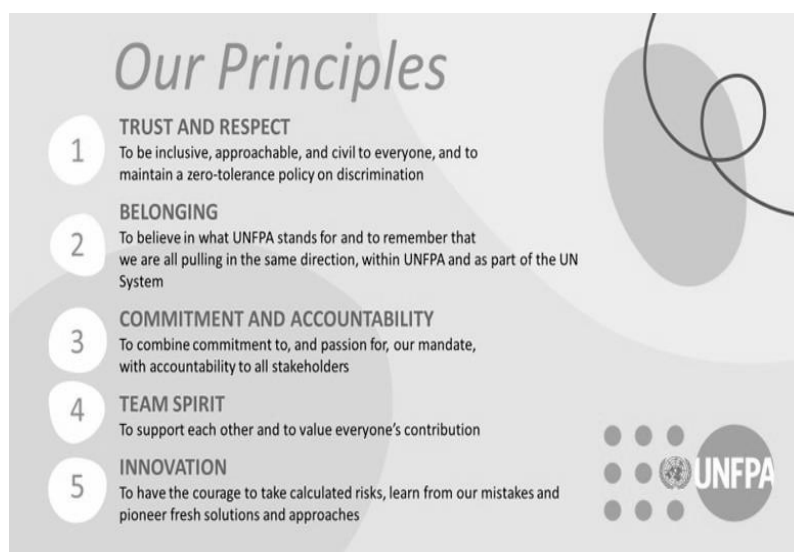 Our Principles
1
TRUST AND RESPECT
To be inclusive, approachable, and civil to everyone, and to
maintain a zero-tolerance policy on discrimination
2
BELONGING
To believe in what UNFPA stands for and to remember that
we are all pulling in the same direction, within UNFPA and as part of the UN
System
3
COMMITMENT AND ACCOUNTABILITY
To combine commitment to, and passion for, our mandate,
with accountability to all stakeholders
4
TEAM SPIRIT
To support each other and to value everyone’s contribution
5
INNOVATION
To have the courage to take calculated risks, learn from our mistakes and
pioneer fresh solutions and approaches
UNFPA